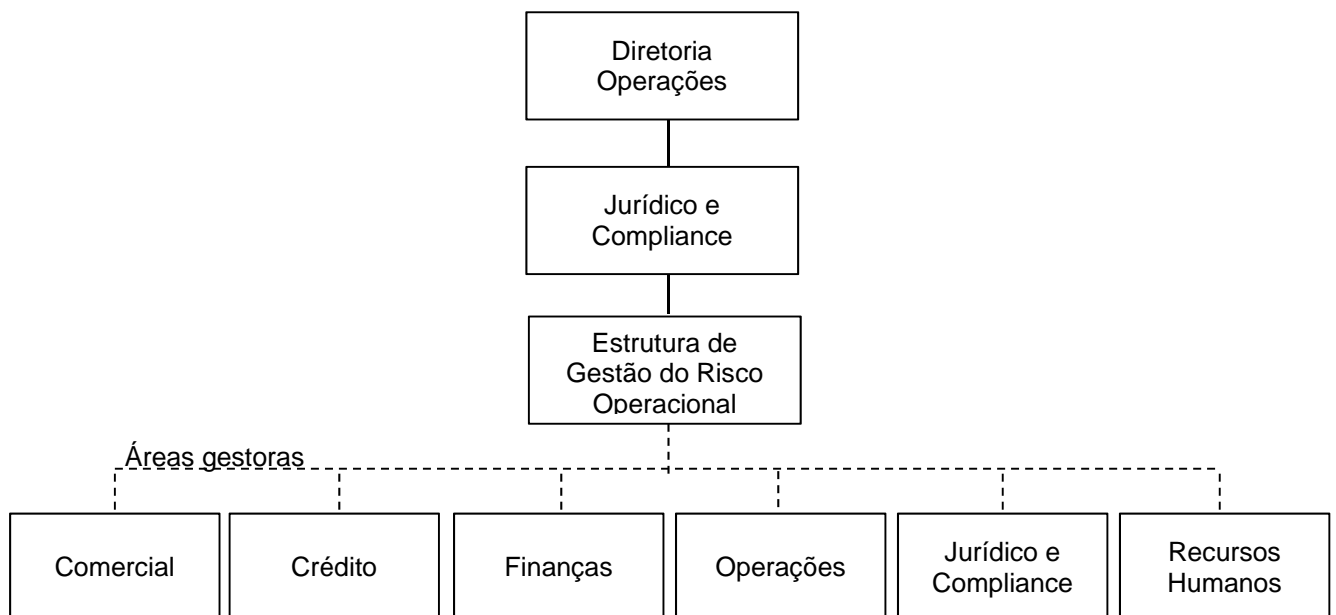 Diretoria
Operações
Jurídico e
Compliance
Estrutura de
Gestão do Risco
Operacional
Áreas gestoras
Comercial
Crédito
Finanças
Operações
Jurídico e
Compliance
Recursos
Humanos